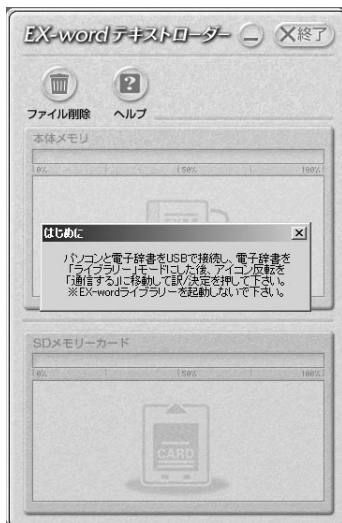 EX-word テキストローダー
×終了
?
ファイル削除 ヘルプ
本体メモリ
0% 50% 100%
はじめに
パソコンと電子辞書をUSBで接続し、電子辞書を
「ライブラリー」モードにした後、アイコン反転を
「通信する」に移動して訳/決定を押して下さい。
※EX-wordライブラリーを起動しないで下さい。
SDメモリーカード
0% 50% 100%
CARD